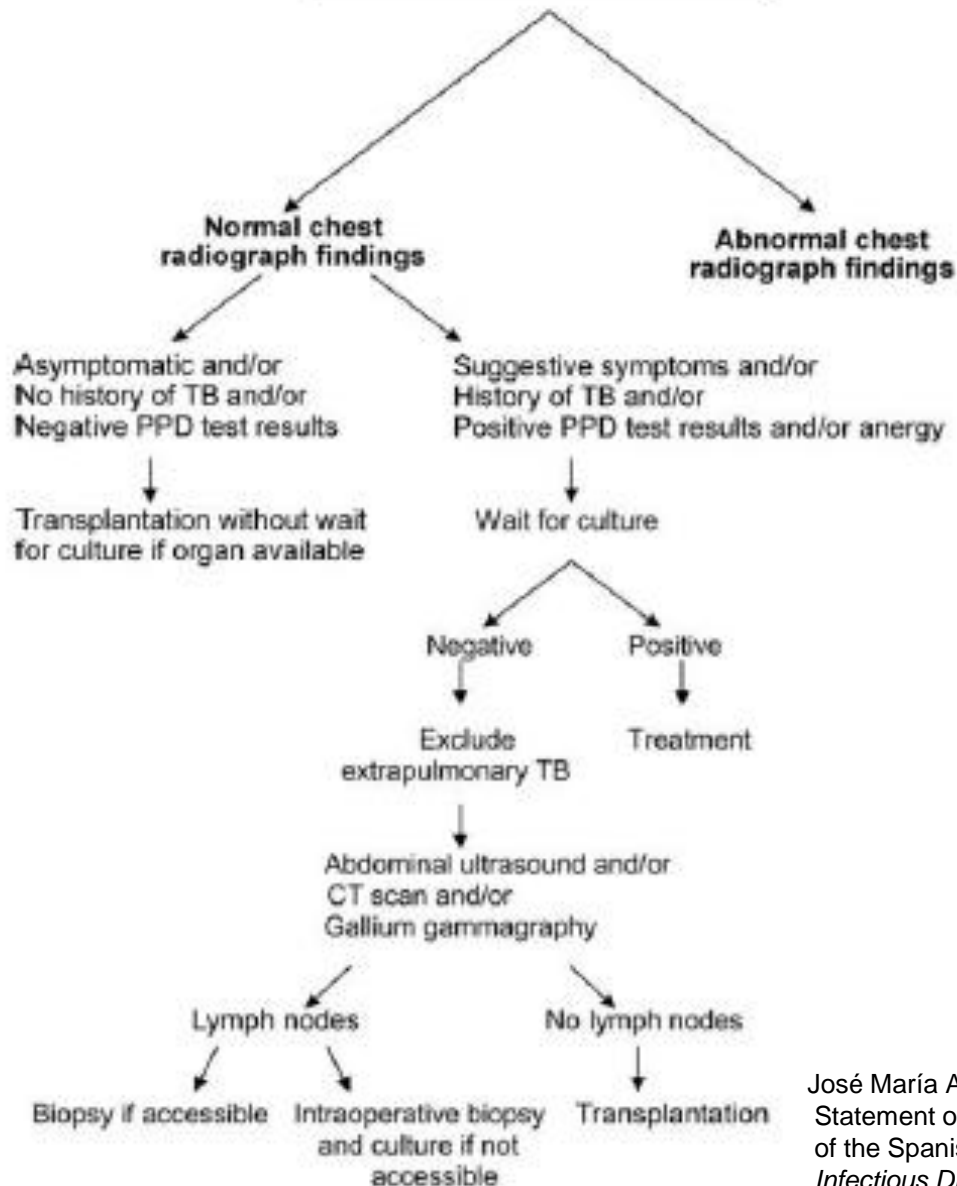 Normal chest
radiograph findings
Abnormal chest
radiograph findings
Asymptomatic and/or
No history of TB and/or
Negative PPD test results
Suggestive symptoms and/or
History of TB and/or
Positive PPD test results and/or anergy
Transplantation without wait
for culture if organ available
Wait for culture
Negative
Positive
Exclude
extrapulmonary TB
Treatment
Abdominal ultrasound and/or
CT scan and/or
Gallium gammagraphy
Lymph nodes
No lymph nodes
Biopsy if accessible
Intraoperative biopsy
and culture if not
accessible
Transplantation
José María A
Statement o
of the Spanis
Infectious D